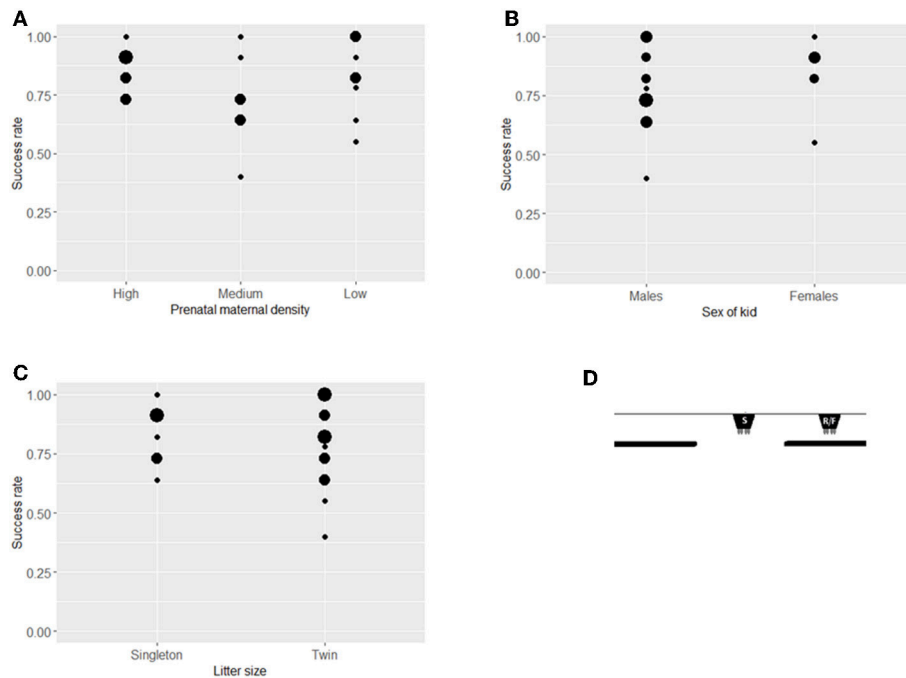 A
Success rate
1.00
0.75
0.50
0.25
0.00
High Medium Low
Prenatal maternal density
B
Success rate
1.00
0.75
0.50
0.25
0.00
Males Females
Sex of kid
C
Success rate
1.00
0.75
0.50
0.25
0.00
Singleton Twin
Litter size
D
S R/F